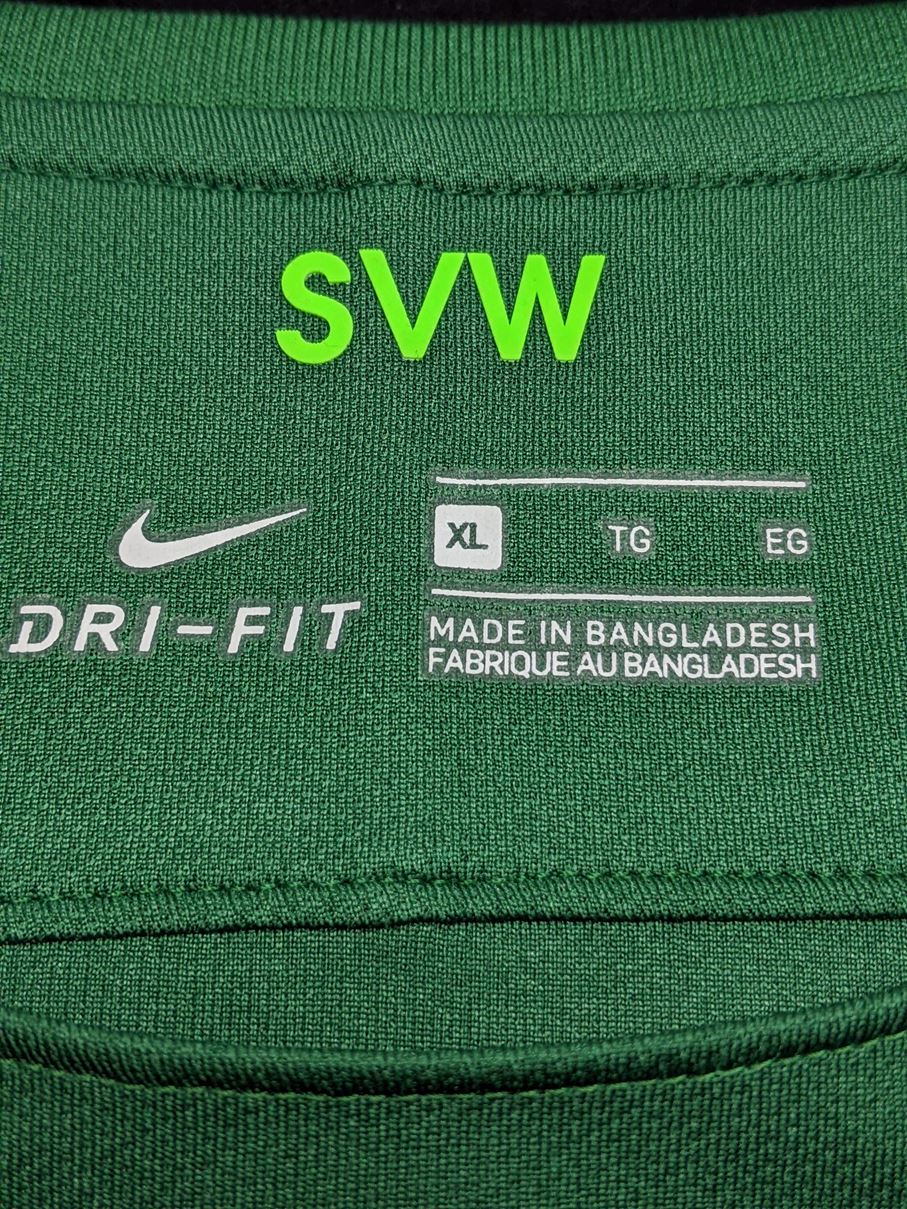 SVW
DRI-FIT
XL TG EG
MADE IN BANGLADESH
FABRIQUE AU BANGLADESH